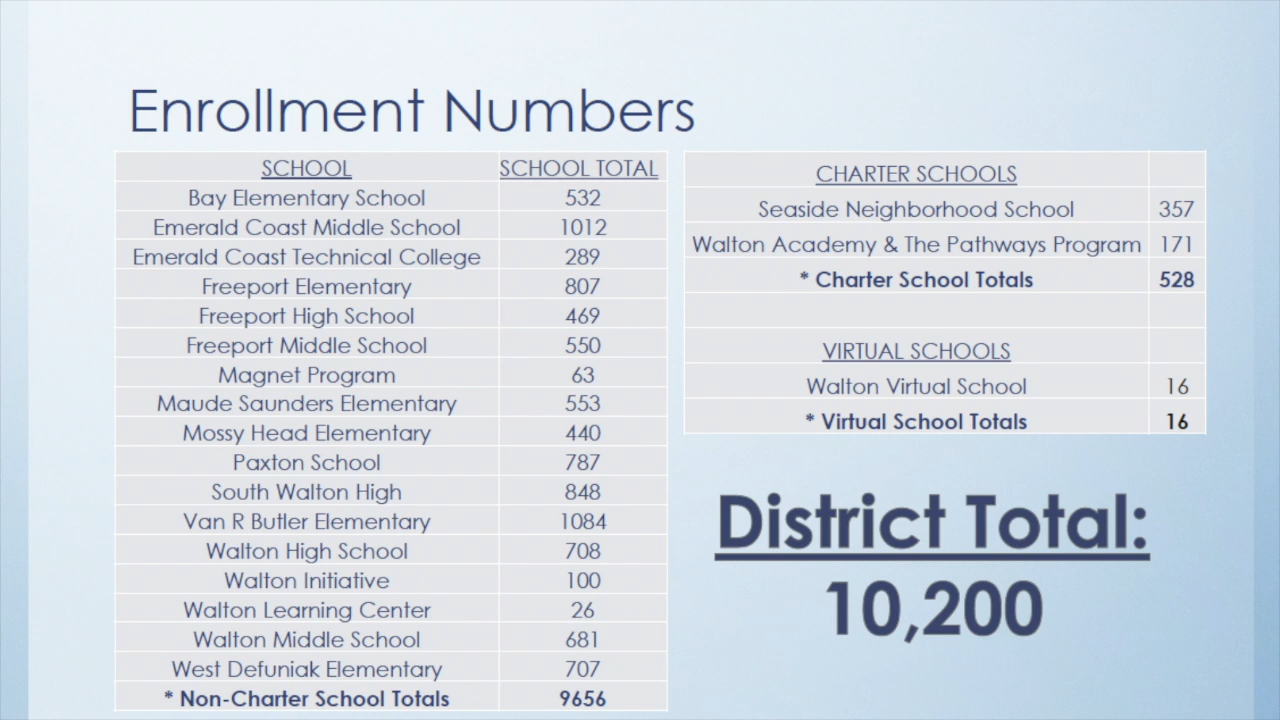 Enrollment Numbers
SCHOOL SCHOOL TOTAL
Bay Elementary School 532
Emerald Coast Middle School 1012
Emerald Coast Technical College 289
Freeport Elementary 807
Freeport High School 469
Freeport Middle School 550
Magnet Program 63
Maude Saunders Elementary 553
Mossy Head Elementary 440
Paxton School 787
South Walton High 848
Van R Butler Elementary 1084
Walton High School 708
Walton Initiative 100
Walton Learning Center 26
Walton Middle School 681
West Defuniak Elementary 707
* Non-Charter School Totals 9656
CHARTER SCHOOLS
Seaside Neighborhood School 357
Walton Academy & The Pathways Program 171
* Charter School Totals 528
VIRTUAL SCHOOLS
Walton Virtual School 16
* Virtual School Totals 16
District Total:
10,200